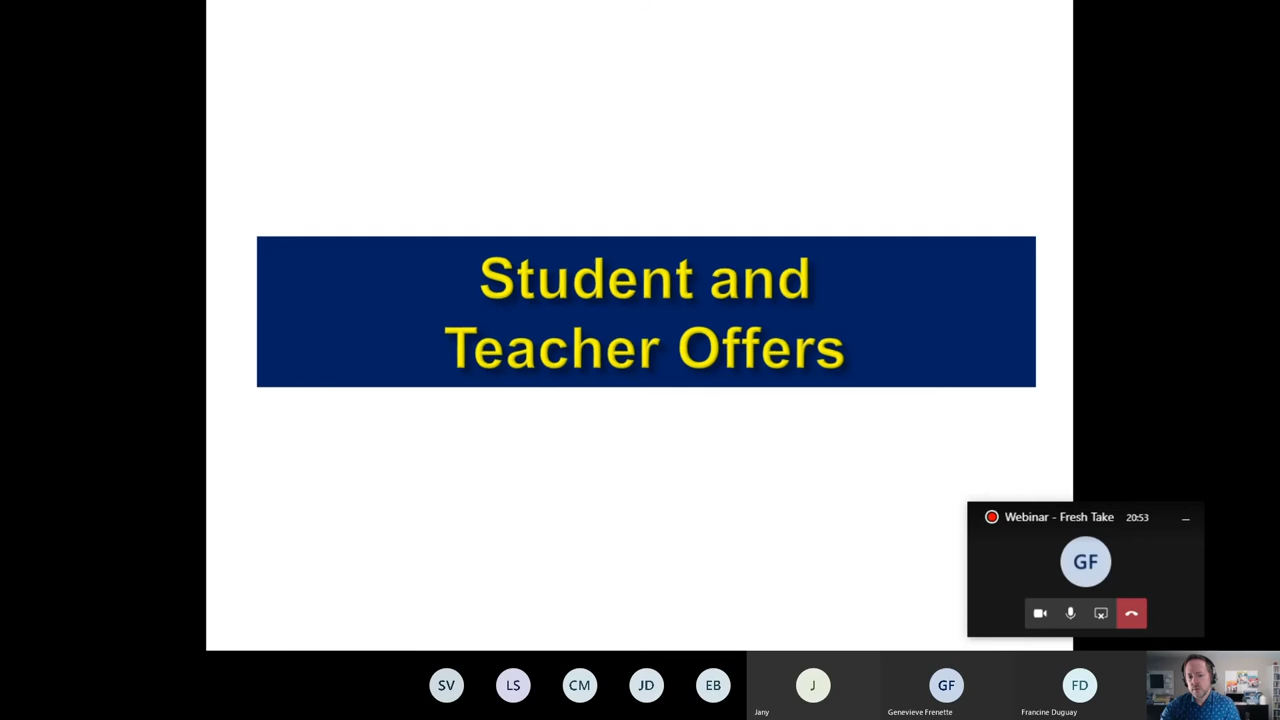 Student and
Teacher Offers
Webinar - Fresh Take 20:53
GF
SV LS CM JD EB J GF FD
Jany Genevieve Frenette Francine Duguay